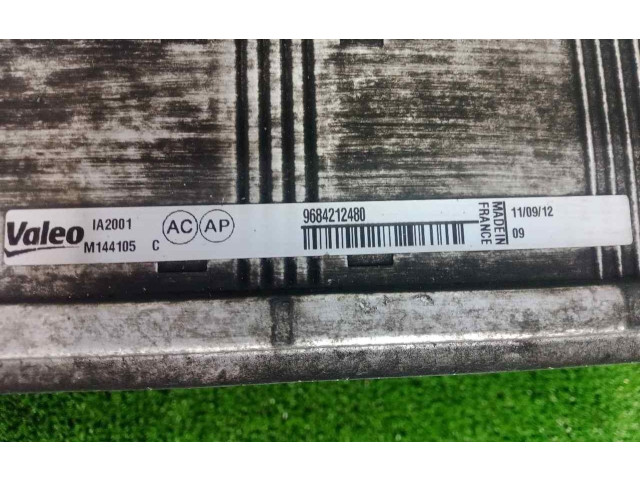 Valeo
IA2001
M144105 C
AC AP
9684212480
MADE IN
FRANCE
11/09/12
09